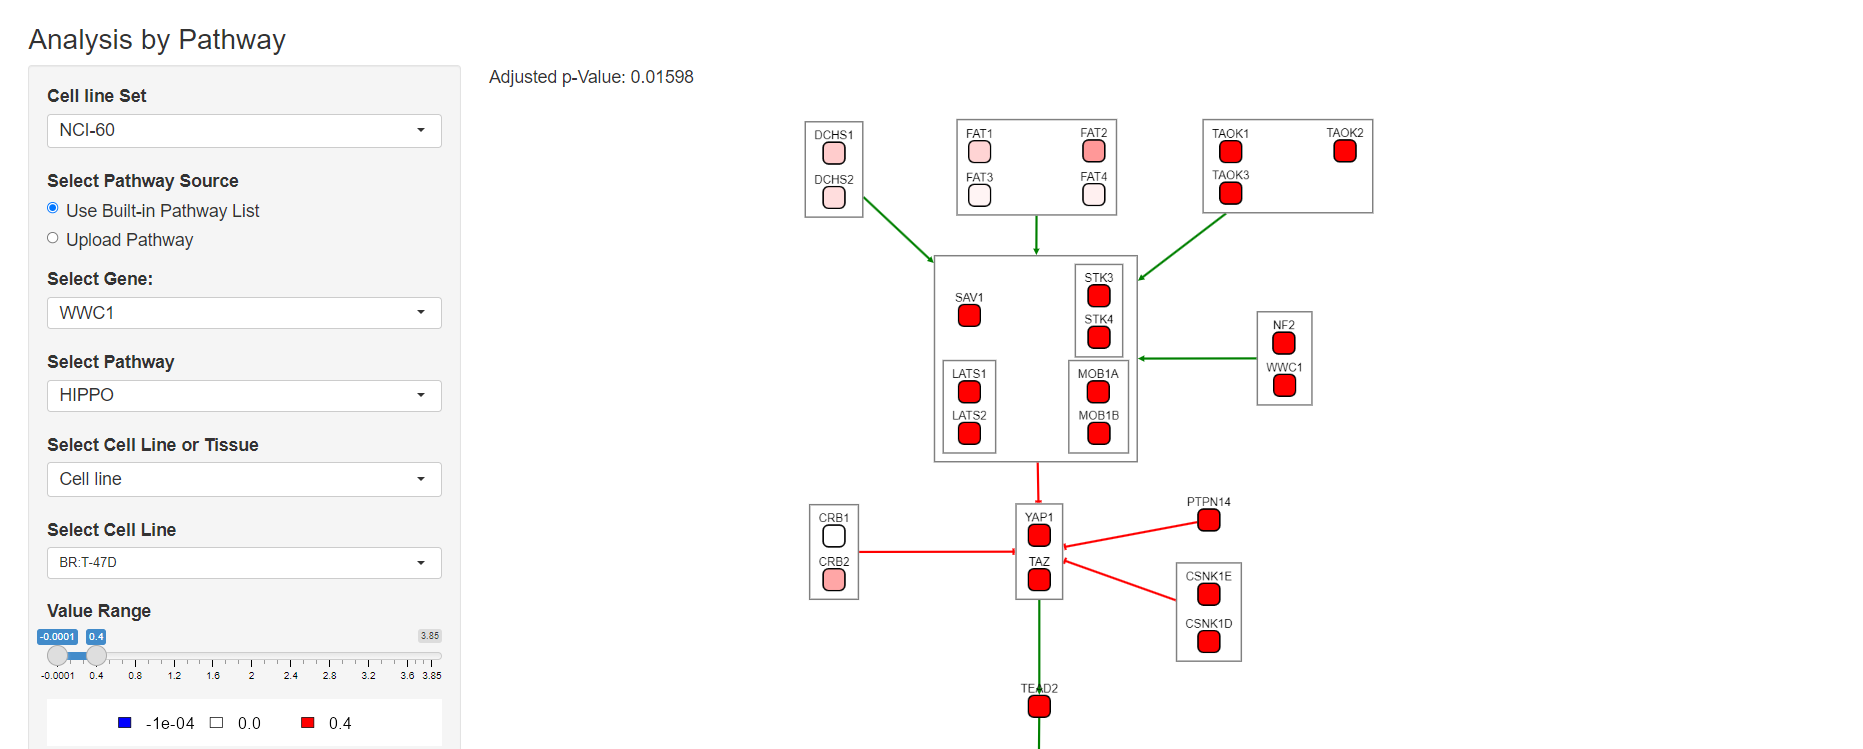 Analysis by Pathway
Cell line Set
NCI-60
Select Pathway Source
Use Built-in Pathway List
Upload Pathway
Select Gene:
WWC1
Select Pathway
HIPPO
Select Cell Line or Tissue
Cell line
Select Cell Line
BR:T-47D
Value Range
-0.0001 0.4 3.85
-0.0001 0.4 0.8 1.2 1.6 2 2.4 2.8 3.2 3.6 3.85
-1e-04 0.0 0.4
Adjusted p-Value: 0.01598
DCHS1
DCHS2
FAT1 FAT2
FAT3 FAT4
TAOK1 TAOK2
TAOK3
SAV1
STK3
STK4
LATS1
LATS2
MOB1A
MOB1B
NF2
WWC1
CRB1
CRB2
YAP1
TAZ
PTPN14
CSNK1E
CSNK1D
TEAD2